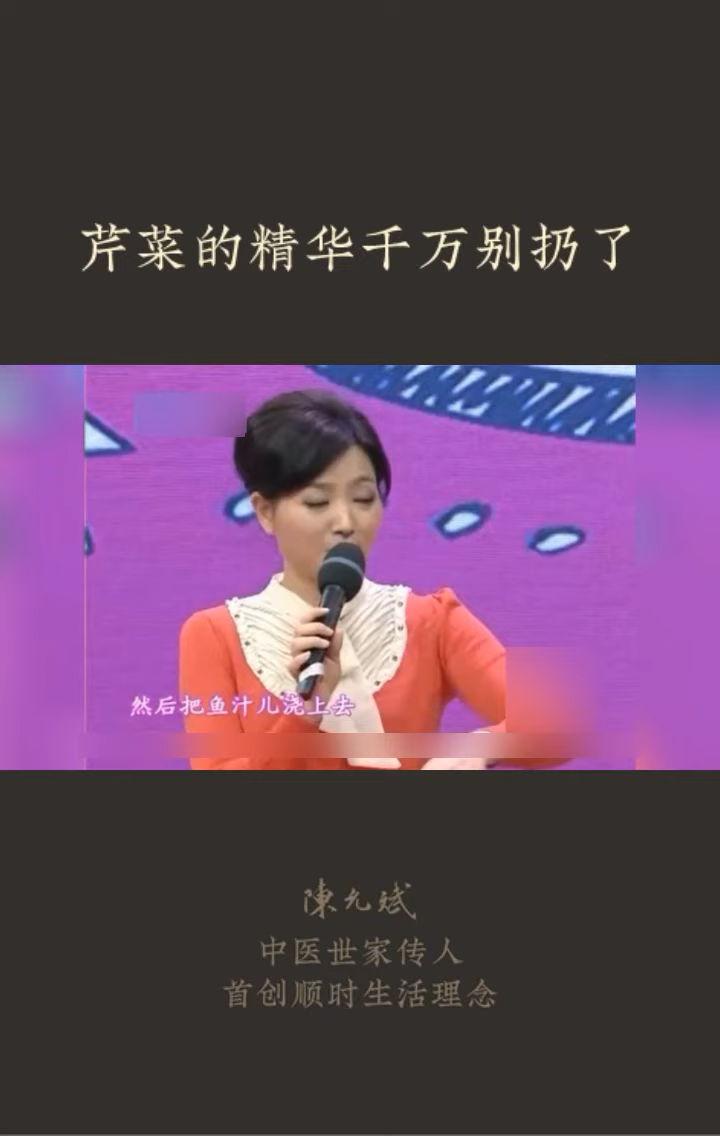 芹菜的精华千万别扔了
然后把鱼汁儿浇上去
陳允斌
中医世家传人
首创顺时生活理念